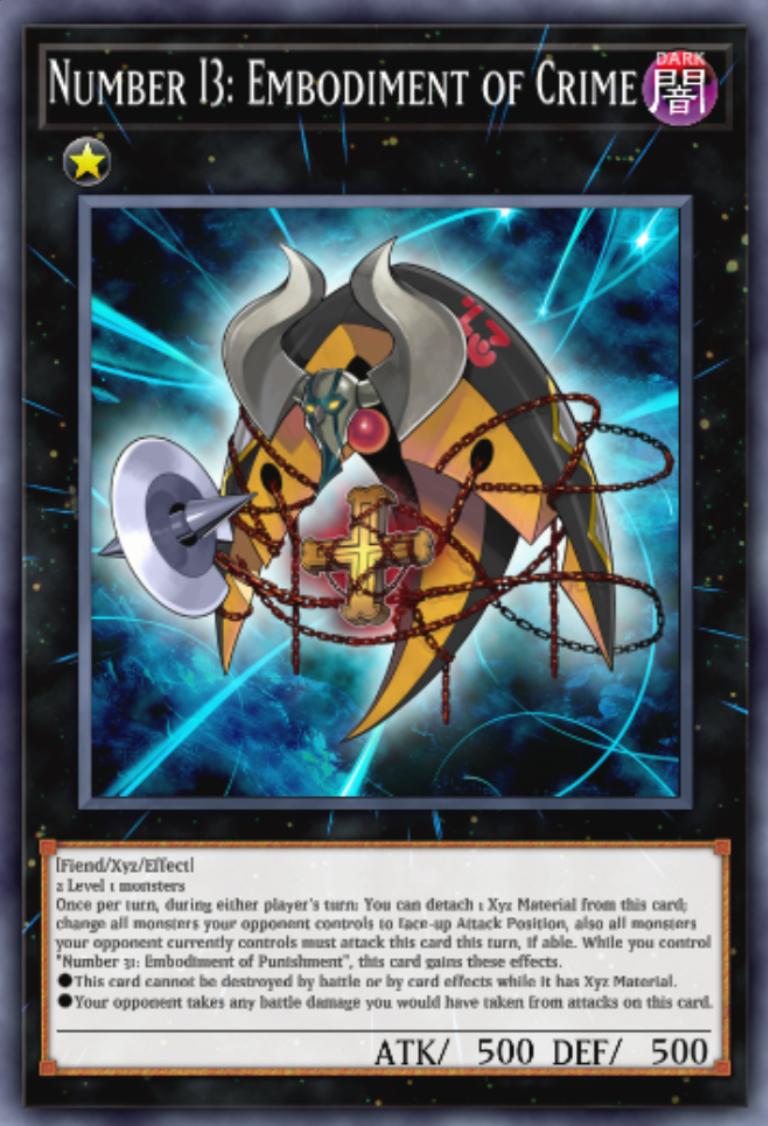 Number 13: Embodiment of Crime
DARK
闇
13
[Fiend/Xyz/Effect]
2 Level 1 monsters
Once per turn, during either player's turn: You can detach 1 Xyz Material from this card;
change all monsters your opponent controls to face-up Attack Position, also all monsters
your opponent currently controls must attack this card this turn, if able. While you control
"Number 31: Embodiment of Punishment", this card gains these effects.
●This card cannot be destroyed by battle or by card effects while it has Xyz Material.
●Your opponent takes any battle damage you would have taken from attacks on this card.
ATK/ 500 DEF/ 500